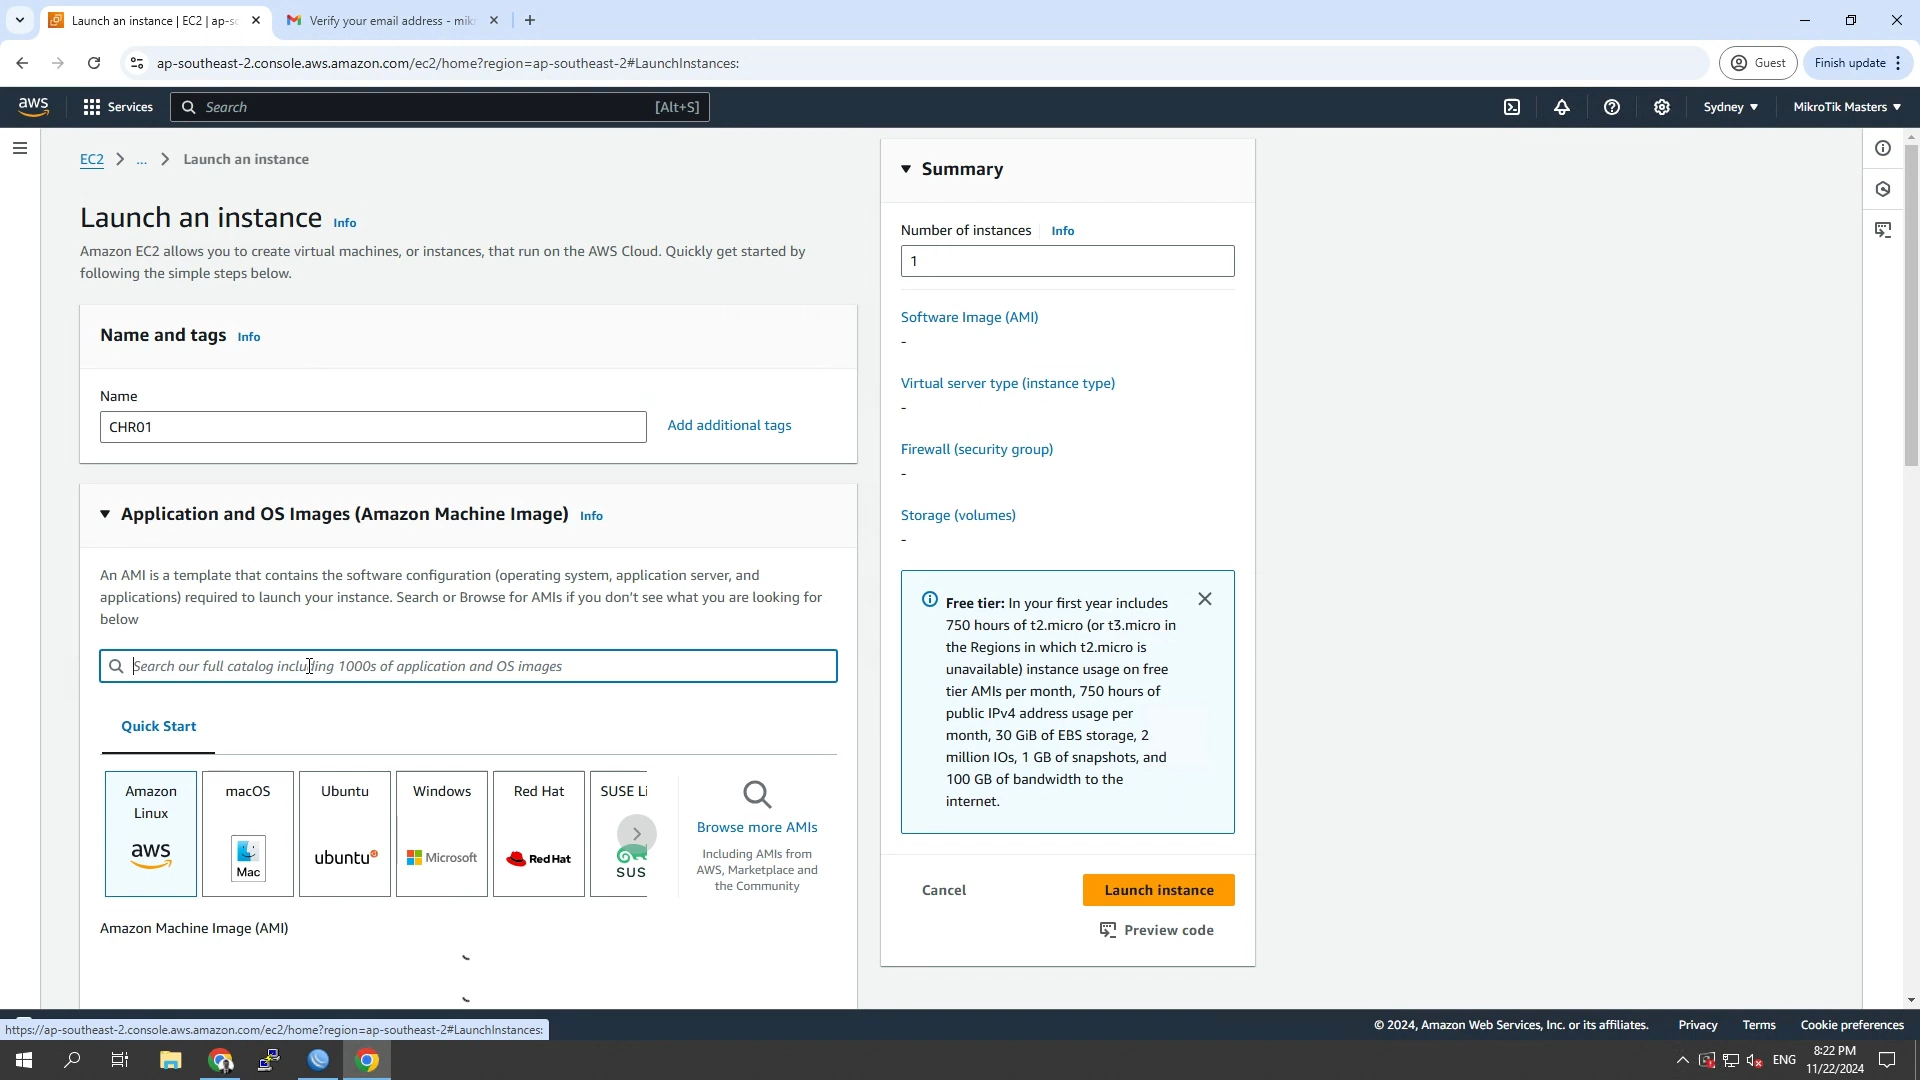 Launch an instance | EC2 | ap-so
Verify your email address - mik
ap-southeast-2.console.aws.amazon.com/ec2/home?region=ap-southeast-2#LaunchInstances:
Guest
Finish update
aws
Services
Search
[Alt+S]
Sydney
MikroTik Masters
EC2
...
Launch an instance
Launch an instance
Info
Amazon EC2 allows you to create virtual machines, or instances, that run on the AWS Cloud. Quickly get started by
following the simple steps below.
Name and tags
Info
Name
CHR01
Add additional tags
Application and OS Images (Amazon Machine Image)
Info
An AMI is a template that contains the software configuration (operating system, application server, and
applications) required to launch your instance. Search or Browse for AMIs if you don't see what you are looking for
below
Search our full catalog including 1000s of application and OS images
Quick Start
Amazon
Linux
aws
macOS
Mac
Ubuntu
ubuntu
Windows
Microsoft
Red Hat
Red Hat
SUSE Li
SUS
Browse more AMIs
Including AMIs from
AWS, Marketplace and
the Community
Amazon Machine Image (AMI)
Summary
Number of instances
Info
1
Software Image (AMI)
-
Virtual server type (instance type)
-
Firewall (security group)
-
Storage (volumes)
-
Free tier: In your first year includes
750 hours of t2.micro (or t3.micro in
the Regions in which t2.micro is
unavailable) instance usage on free
tier AMIs per month, 750 hours of
public IPv4 address usage per
month, 30 GiB of EBS storage, 2
million IOs, 1 GB of snapshots, and
100 GB of bandwidth to the
internet.
Cancel
Launch instance
Preview code
https://ap-southeast-2.console.aws.amazon.com/ec2/home?region=ap-southeast-2#LaunchInstances:
© 2024, Amazon Web Services, Inc. or its affiliates.
Privacy
Terms
Cookie preferences
ENG
8:22 PM
11/22/2024